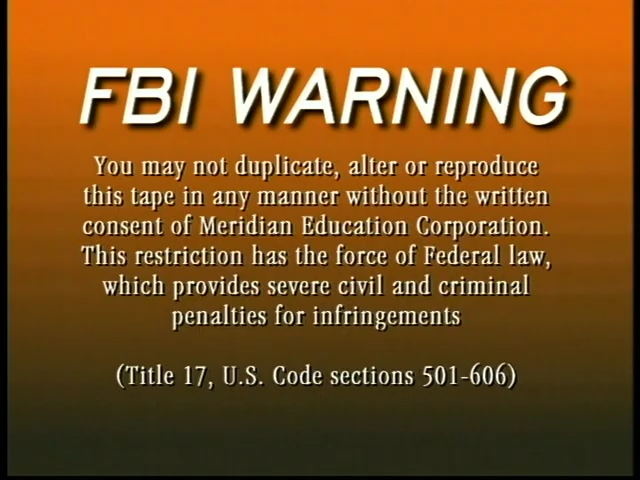 FBI WARNING
You may not duplicate, alter or reproduce
this tape in any manner without the written
consent of Meridian Education Corporation.
This restriction has the force of Federal law,
which provides severe civil and criminal
penalties for infringements
(Title 17, U.S. Code sections 501-606)